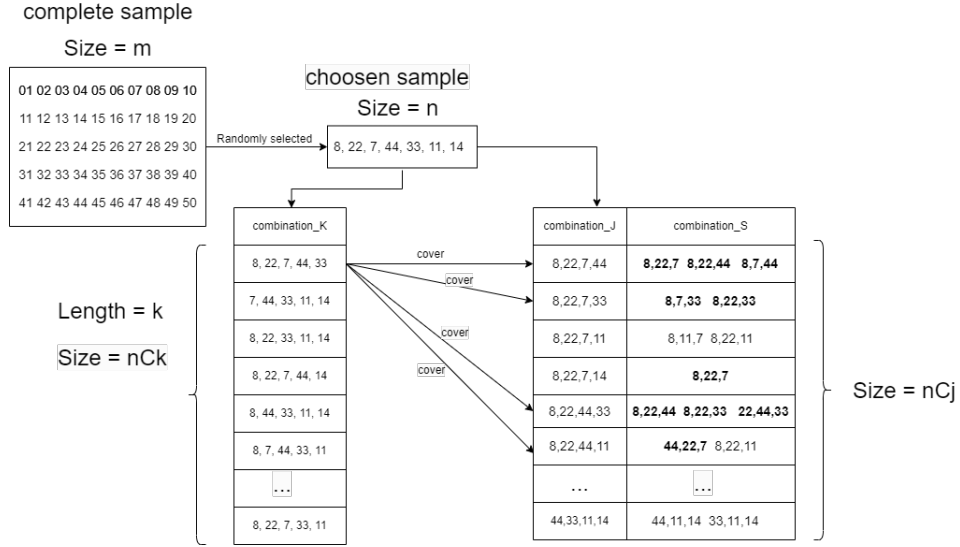 complete sample
Size = m
01 02 03 04 05 06 07 08 09 10
11 12 13 14 15 16 17 18 19 20
21 22 23 24 25 26 27 28 29 30
31 32 33 34 35 36 37 38 39 40
41 42 43 44 45 46 47 48 49 50
Randomly selected
choosen sample
Size = n
8, 22, 7, 44, 33, 11, 14
Length = k
Size = nCk
combination_K
8, 22, 7, 44, 33
7, 44, 33, 11, 14
8, 22, 33, 11, 14
8, 22, 7, 44, 14
8, 44, 33, 11, 14
8, 7, 44, 33, 11
...
8, 22, 7, 33, 11
cover
cover
cover
cover
combination_J combination_S
8,22,7,44 8,22,7 8,22,44 8,7,44
8,22,7,33 8,7,33 8,22,33
8,22,7,11 8,11,7 8,22,11
8,22,7,14 8,22,7
8,22,44,33 8,22,44 8,22,33 22,44,33
8,22,44,11 44,22,7 8,22,11
... ...
44,33,11,14 44,11,14 33,11,14
Size = nCj